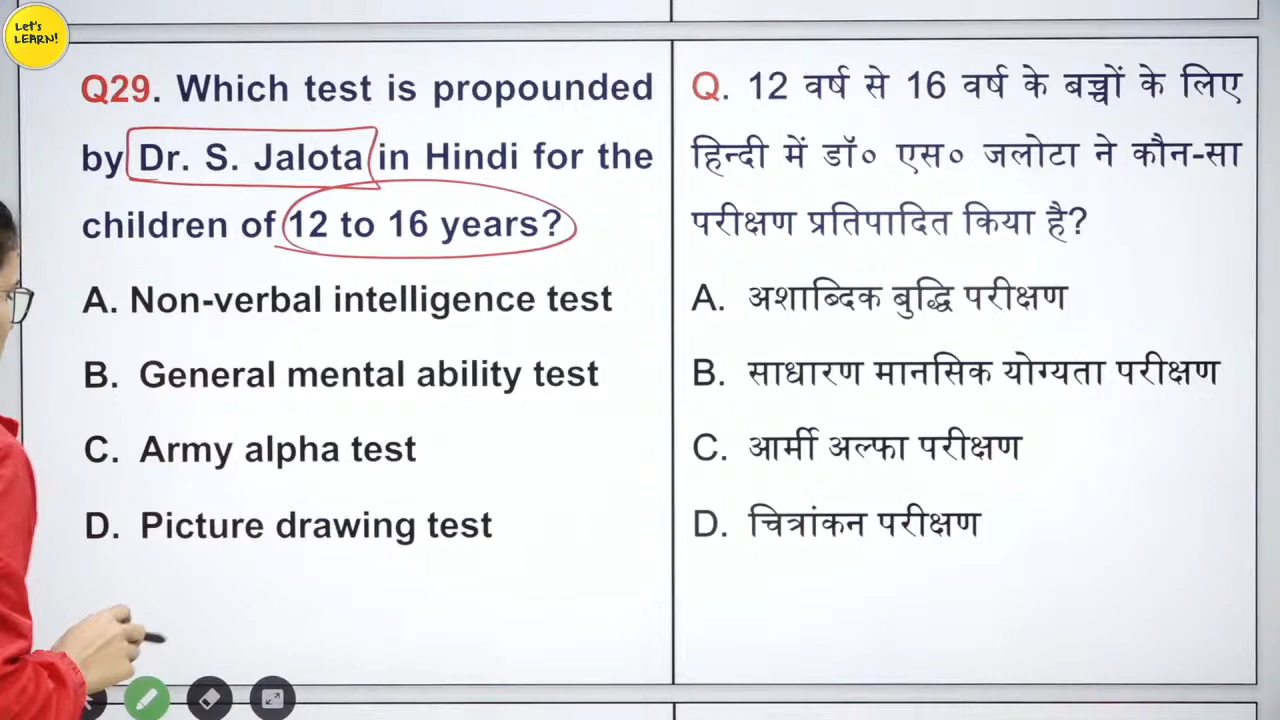 Let's
LEARN!
Q29. Which test is propounded
by Dr. S. Jalota in Hindi for the
children of 12 to 16 years?
A. Non-verbal intelligence test
B. General mental ability test
C. Army alpha test
D. Picture drawing test
Q. 12 वर्ष से 16 वर्ष के बच्चों के लिए
हिन्दी में डॉ० एस० जलोटा ने कौन-सा
परीक्षण प्रतिपादित किया है?
A. अशाब्दिक बुद्धि परीक्षण
B. साधारण मानसिक योग्यता परीक्षण
C. आर्मी अल्फा परीक्षण
D. चित्रांकन परीक्षण